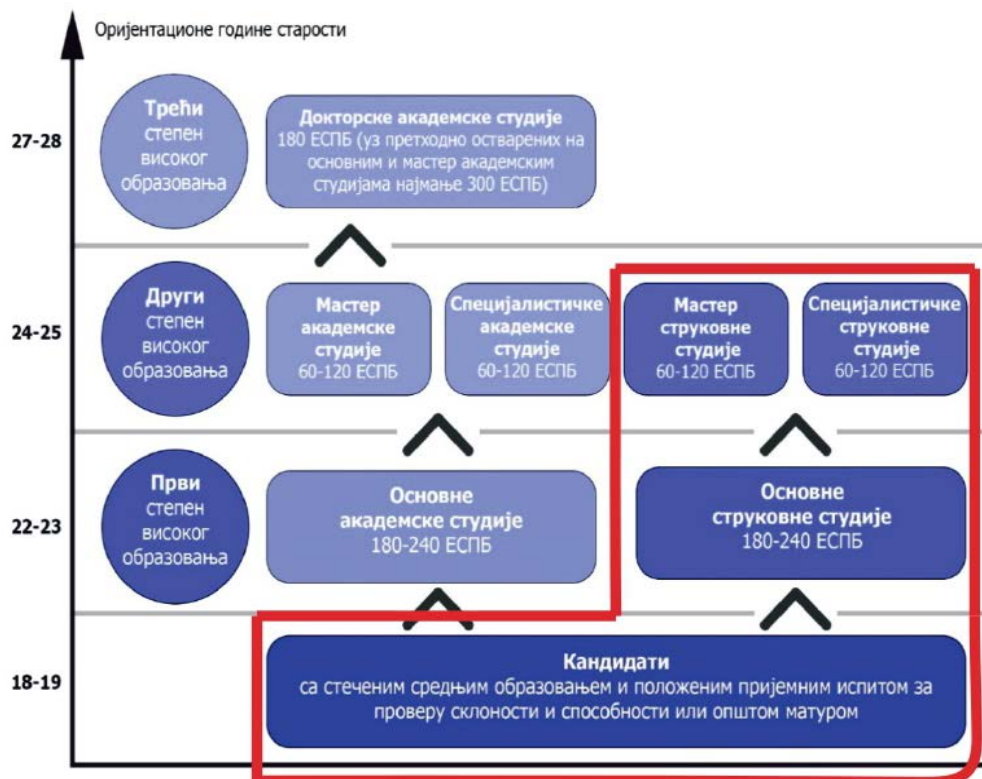 Оријентационе године старости
27-28
Трећи
степен
високог
образовања
Докторске академске студије
180 ЕСПБ (уз претходно остварених на
основним и мастер академским
студијама најмање 300 ЕСПБ)
24-25
Други
степен
високог
образовања
Мастер
академске
студије
60-120 ЕСПБ
Специјалистичке
академске
студије
60-120 ЕСПБ
Мастер
струковне
студије
60-120 ЕСПБ
Специјалистичке
струковне
студије
60-120 ЕСПБ
22-23
Први
степен
високог
образовања
Основне
академске студије
180-240 ЕСПБ
Основне
струковне студије
180-240 ЕСПБ
18-19
Кандидати
са стеченим средњим образовањем и положеним пријемним испитом за
проверу склоности и способности или општом матуром